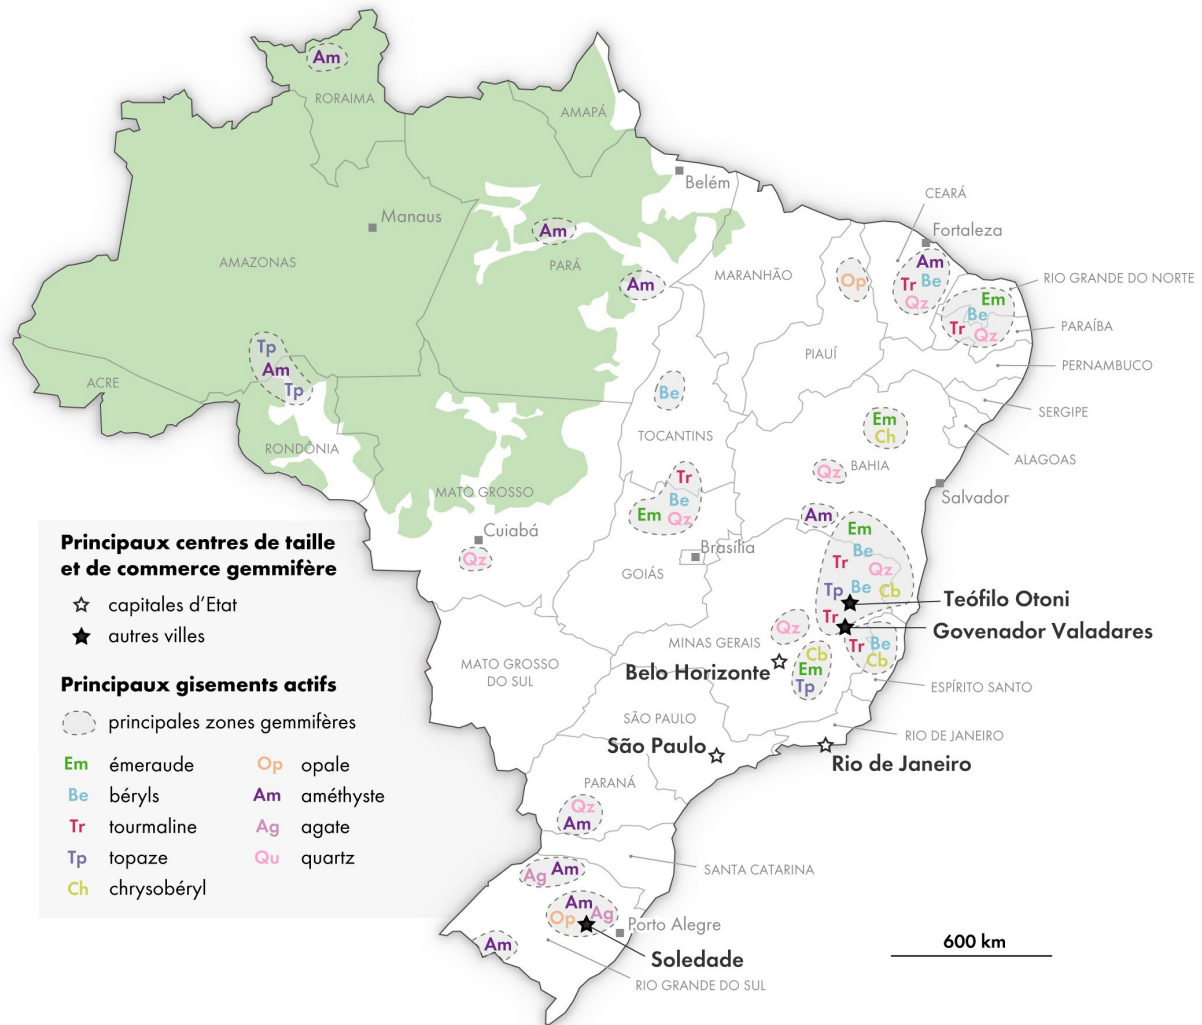 Am
RORAIMA
AMAPÁ
Belém
CEARÁ
Manaus
Fortaleza
Am
AMAZONAS
PARÁ
MARANHÃO
Am
Op
Am
Tr Be
Qz
RIO GRANDE DO NORTE
Em
Be
Tr Qz
PARAÍBA
Tp
Am
Tp
PIAUÍ
PERNAMBUCO
ACRE
Be
SERGIPE
Em
Ch
TOCANTINS
RONDÔNIA
ALAGOAS
Qz
BAHIA
Tr
MATO GROSSO
Salvador
Be
Em Qz
Am
Em
Cuiabá
Qz
Brasília
GOIÁS
Be
Tr
Qz
Tp Be Cb
Teófilo Otoni
Tr
Govenador Valadares
Qz
MINAS GERAIS
Tr Be
Cb
Cb
Em
Tp
Belo Horizonte
MATO GROSSO
DO SUL
ESPÍRITO SANTO
SÃO PAULO
São Paulo
RIO DE JANEIRO
Rio de Janeiro
PARANÁ
Qz
Am
SANTA CATARINA
Ag Am
Am
Op Ag
Porto Alegre
Am
Soledade
RIO GRANDE DO SUL
600 km
Principaux centres de taille
et de commerce gemmifère
capitales d'Etat
autres villes
Principaux gisements actifs
principales zones gemmifères
Em émeraude
Be béryls
Tr tourmaline
Tp topaze
Ch chrysobéryl
Op opale
Am améthyste
Ag agate
Qu quartz